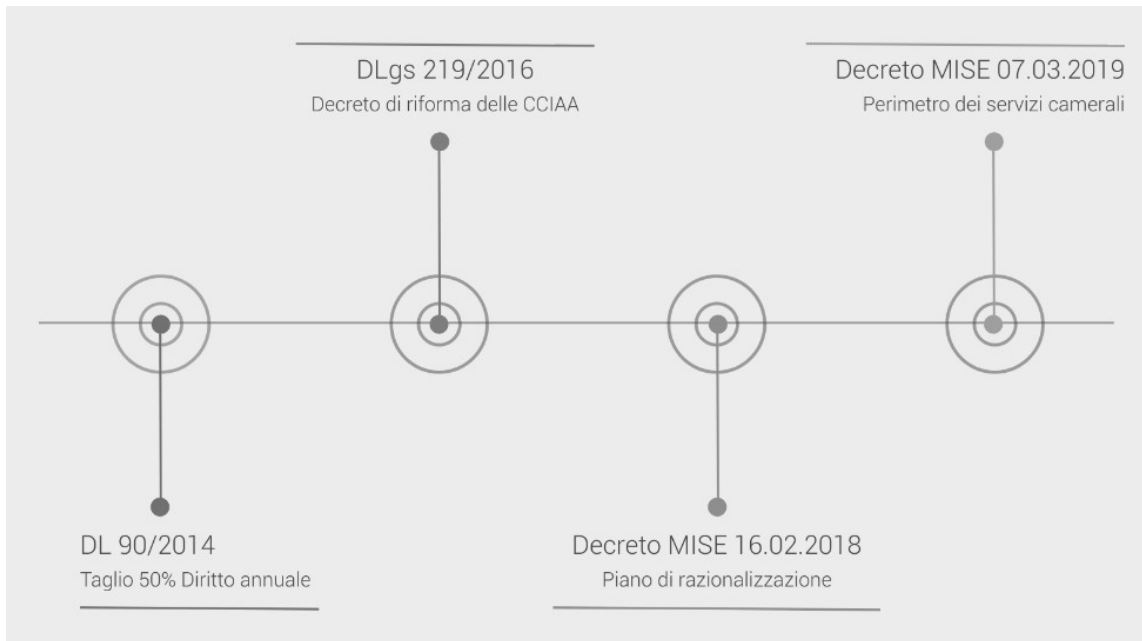 DLgs 219/2016
Decreto di riforma delle CCIAA
Decreto MISE 07.03.2019
Perimetro dei servizi camerali
DL 90/2014
Taglio 50% Diritto annuale
Decreto MISE 16.02.2018
Piano di razionalizzazione